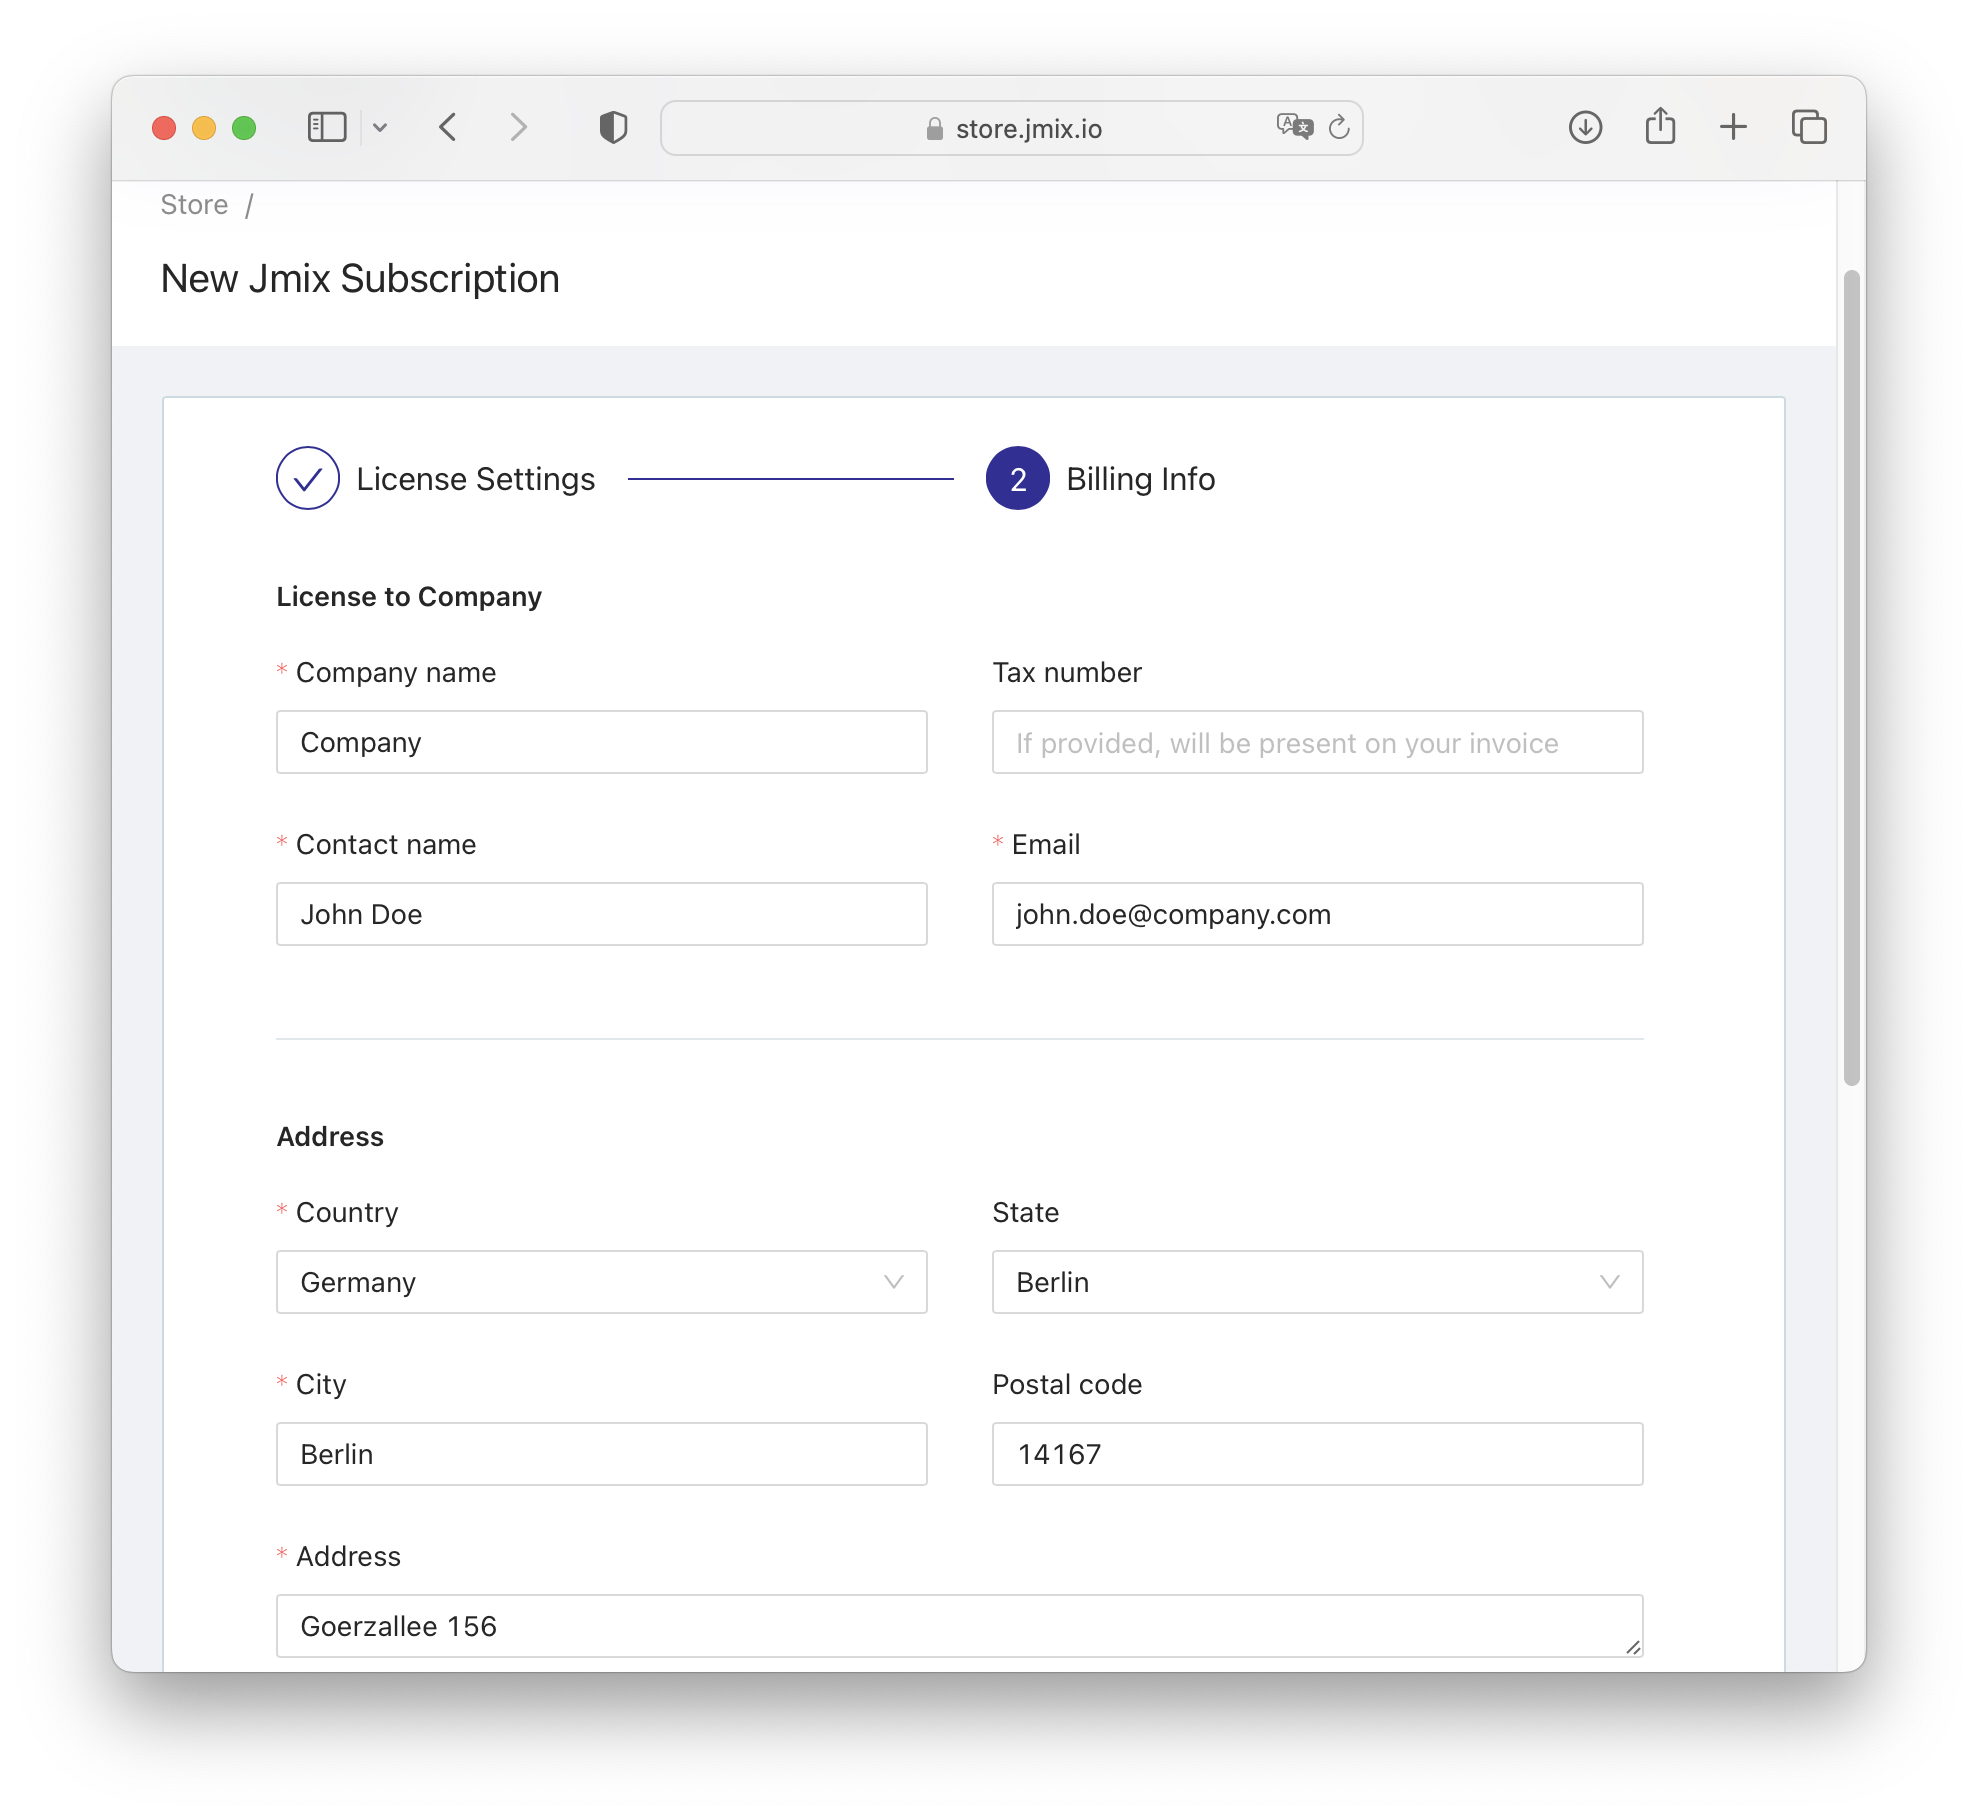 store.jmix.io
Store /
New Jmix Subscription
License Settings
2 Billing Info
License to Company
* Company name
Tax number
Company
If provided, will be present on your invoice
* Contact name
* Email
John Doe
john.doe@company.com
Address
* Country
State
Germany
Berlin
* City
Postal code
Berlin
14167
* Address
Goerzallee 156